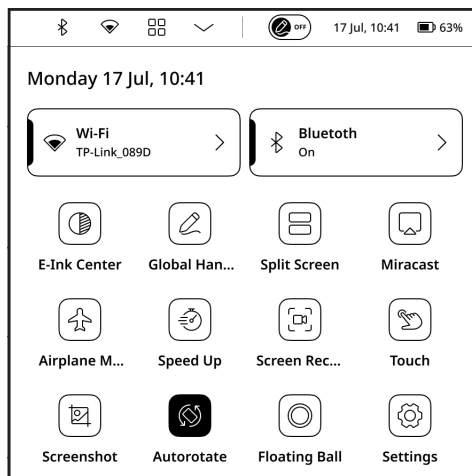 OFF 17 Jul, 10:41 63%
Monday 17 Jul, 10:41
Wi-Fi
TP-Link_089D
Bluetoth
On
E-Ink Center Global Han... Split Screen Miracast
Airplane M... Speed Up Screen Rec... Touch
Screenshot Autorotate Floating Ball Settings